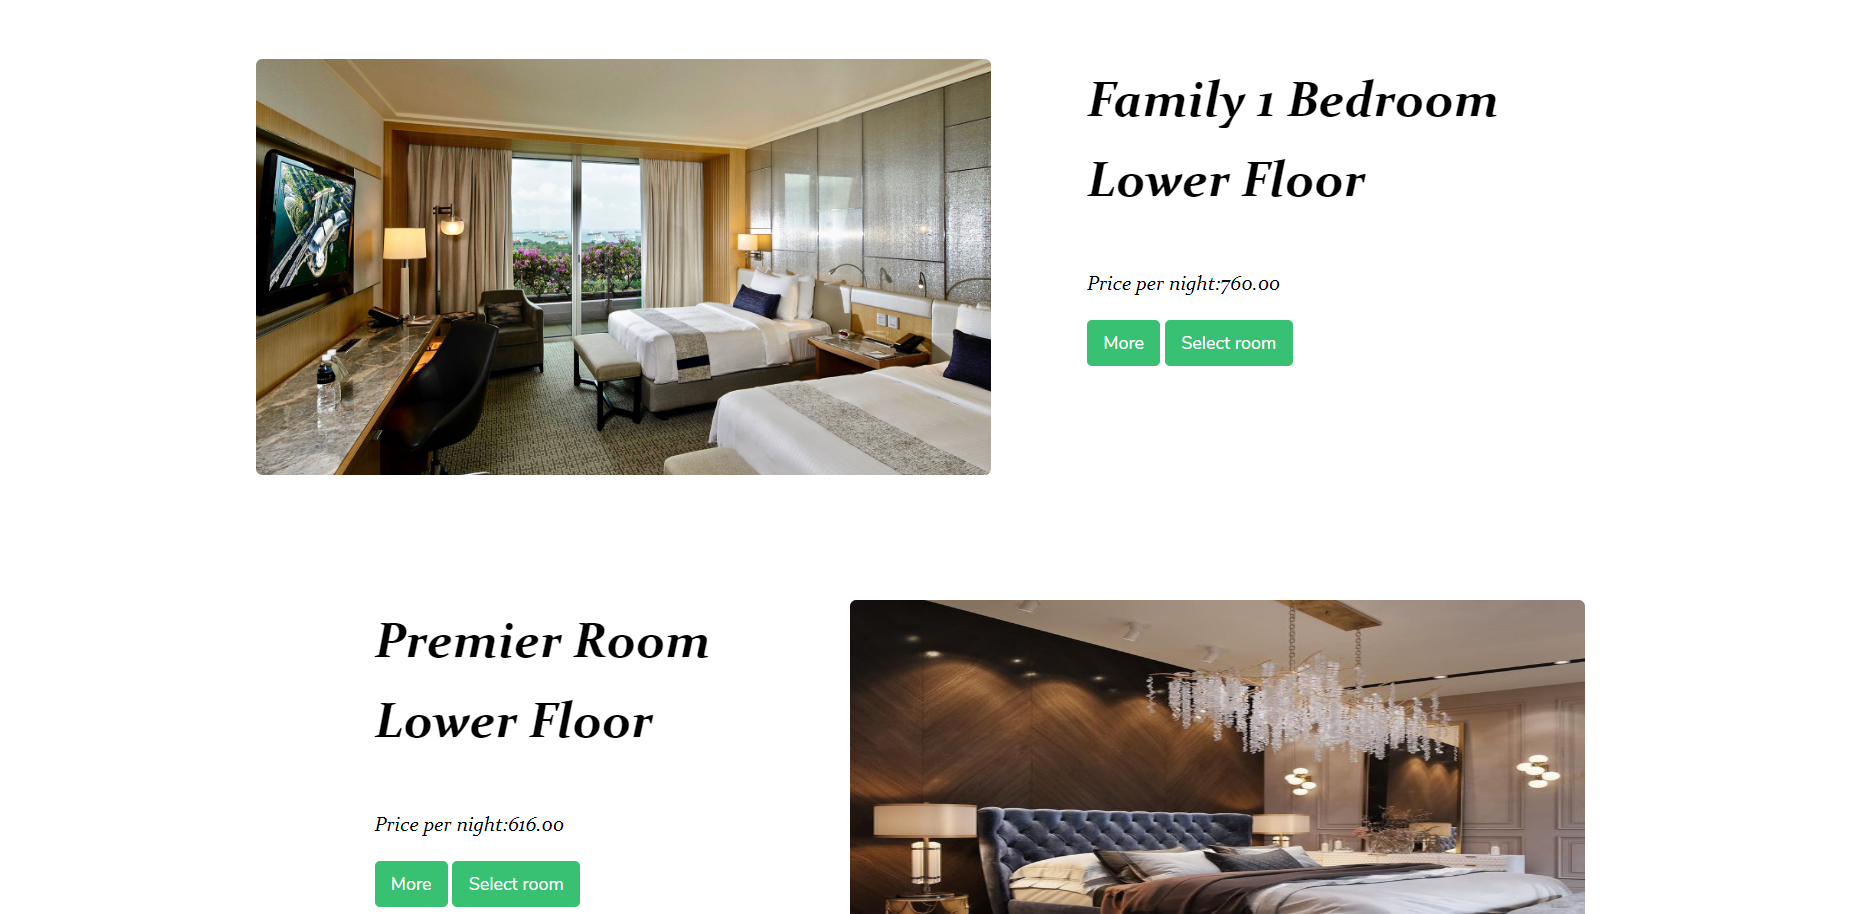 Family 1 Bedroom
Lower Floor
Price per night:760.00
More Select room
Premier Room
Lower Floor
Price per night:616.00
More Select room